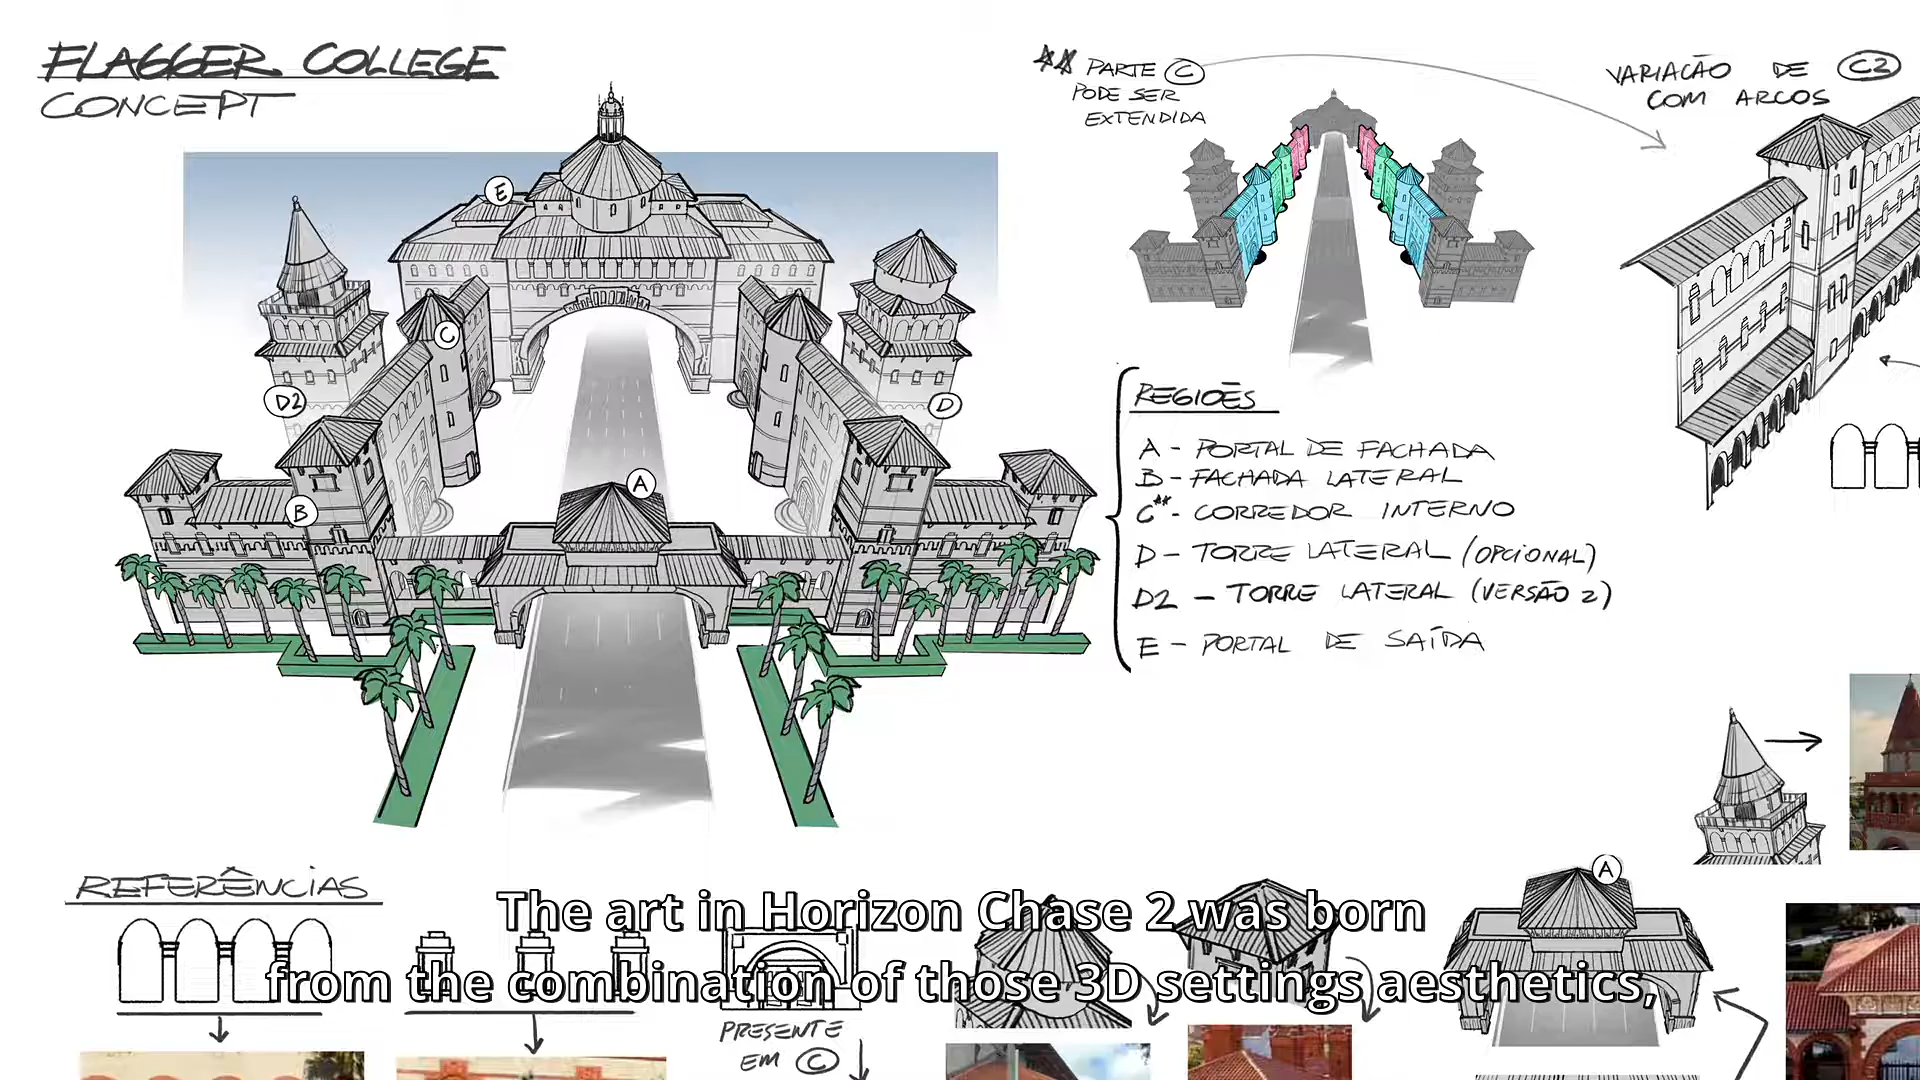 FLAGGER COLLEGE
CONCEPT
E
C
D2
D
A
B
** PARTE C
PODE SER
EXTENDIDA
VARIAÇÃO DE C2
COM ARCOS
REGIÕES
A - PORTAL DE FACHADA
B - FACHADA LATERAL
C** - CORREDOR INTERNO
D - TORRE LATERAL (OPCIONAL)
D2 - TORRE LATERAL (VERSÃO 2)
E - PORTAL DE SAÍDA
REFERÊNCIAS
A
PRESENTE
EM C
The art in Horizon Chase 2 was born
from the combination of those 3D settings aesthetics,